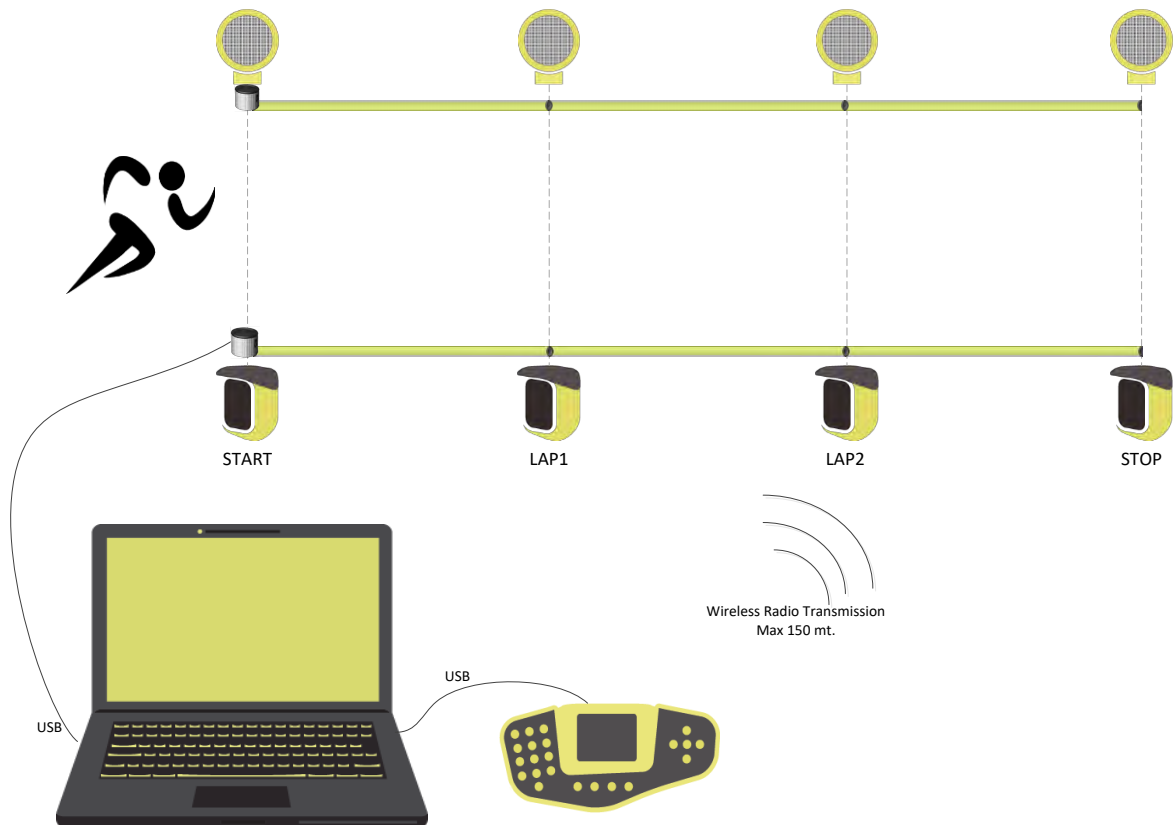 START
LAP1
LAP2
STOP
Wireless Radio Transmission
Max 150 mt.
USB
USB